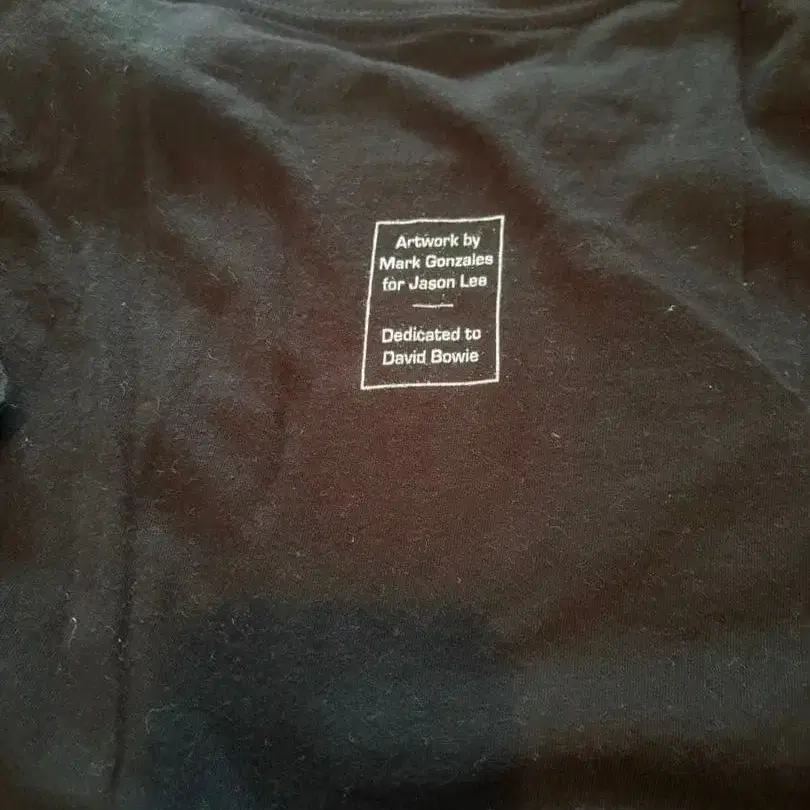 Artwork by
Mark Gonzales
for Jason Lee
Dedicated to
David Bowie